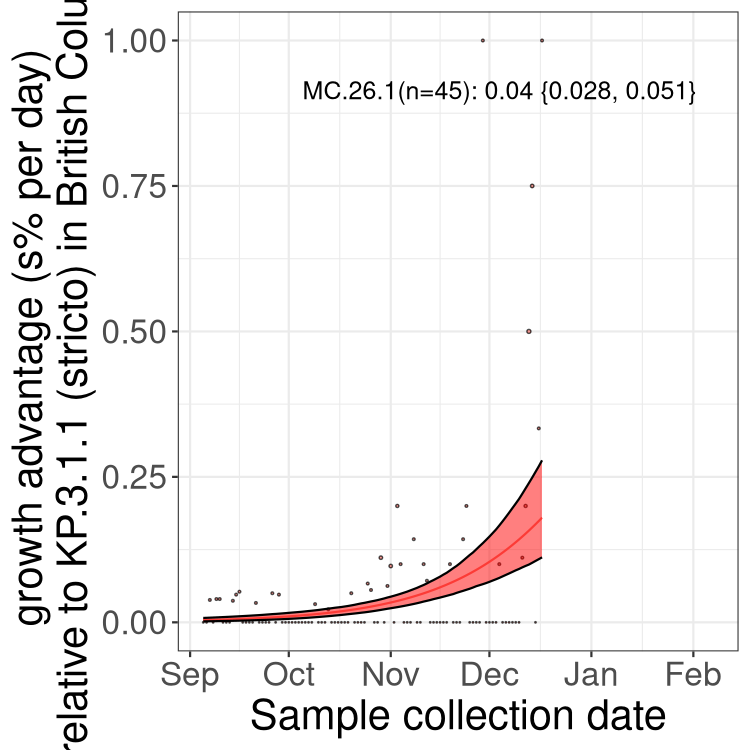 growth advantage (s% per day)
relative to KP.3.1.1 (stricto) in British Colu
1.00
0.75
0.50
0.25
0.00
MC.26.1(n=45): 0.04 {0.028, 0.051}
Sep Oct Nov Dec Jan Feb
Sample collection date